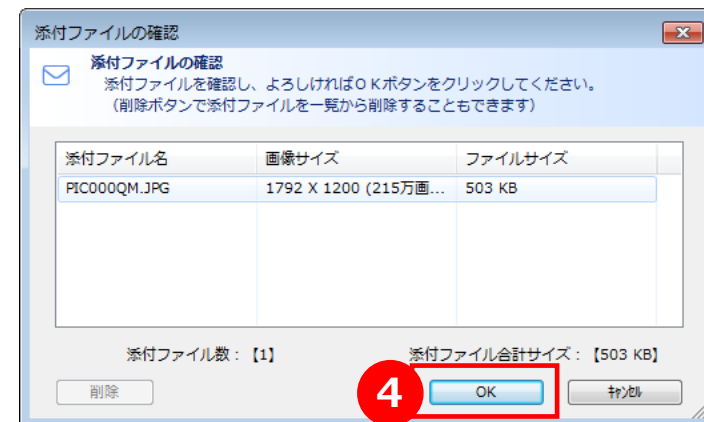 添付ファイルの確認
添付ファイルの確認
添付ファイルを確認し、よろしければOKボタンをクリックしてください。
(削除ボタンで添付ファイルを一覧から削除することもできます)
添付ファイル名 画像サイズ ファイルサイズ
PIC000QM.JPG 1792 X 1200 (215万画... 503 KB
添付ファイル数:【1】 添付ファイル合計サイズ:【503 KB】
削除 4 OK キャンセル